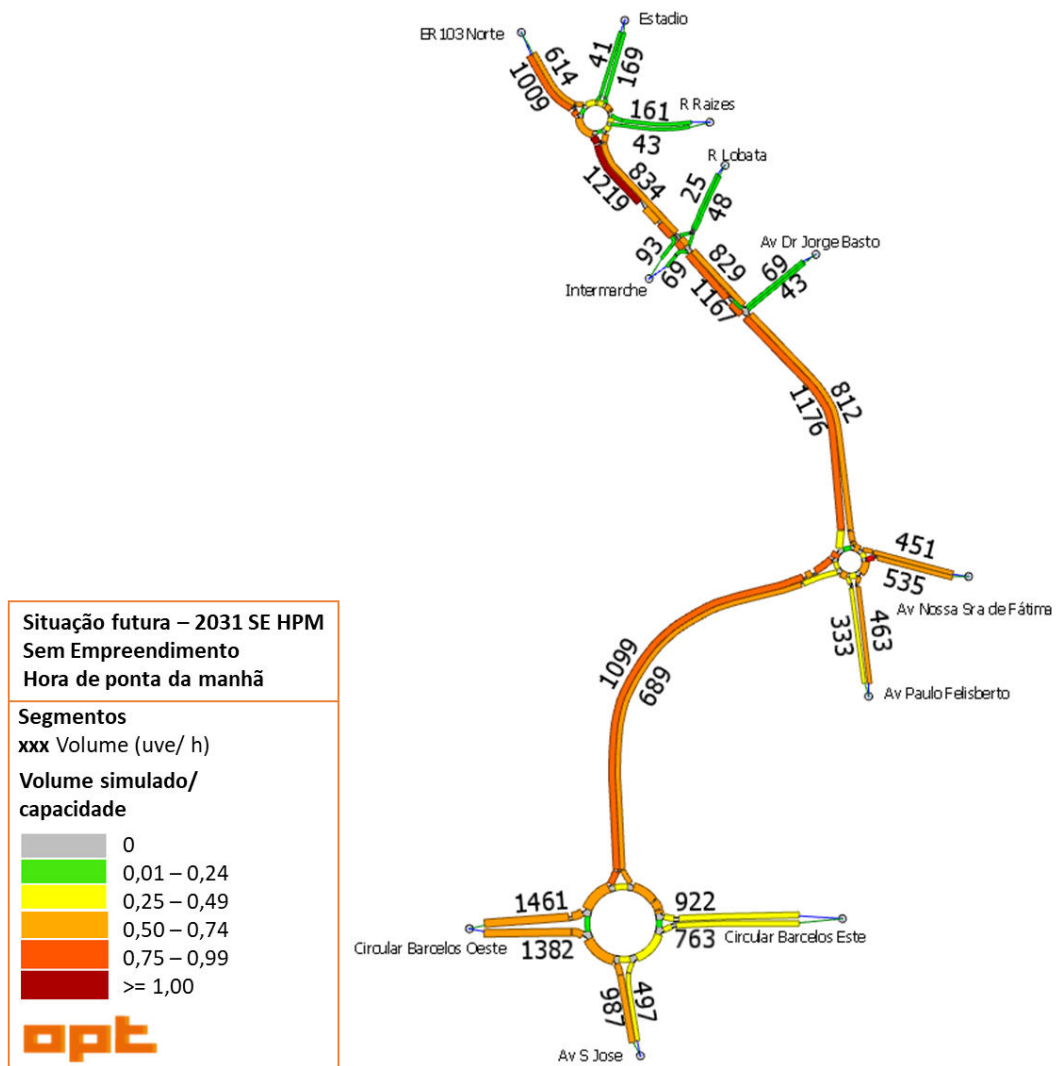 Estadio
ER 103 Norte
614
1009
41
169
161
43
R Raizes
R Lobata
834
1219
25
48
Av Dr Jorge Basto
93
69
Intermarche
829
1167
69
43
812
1176
451
535
Av Nossa Sra de Fátima
333
463
Av Paulo Felisberto
1099
689
1461
1382
Circular Barcelos Oeste
922
763
Circular Barcelos Este
987
497
Av S Jose
Situação futura – 2031 SE HPM
Sem Empreendimento
Hora de ponta da manhã
Segmentos
xxx Volume (uve/ h)
Volume simulado/
capacidade
0
0,01 – 0,24
0,25 – 0,49
0,50 – 0,74
0,75 – 0,99
>= 1,00
opt